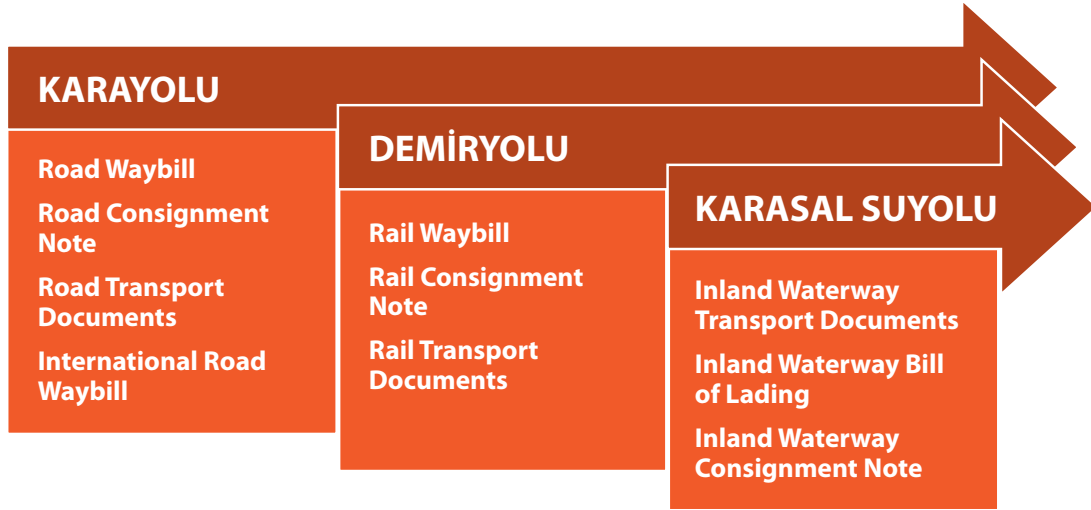 KARAYOLU
Road Waybill
Road Consignment
Note
Road Transport
Documents
International Road
Waybill
DEMİRYOLU
Rail Waybill
Rail Consignment
Note
Rail Transport
Documents
KARASAL SUYOLU
Inland Waterway
Transport Documents
Inland Waterway Bill
of Lading
Inland Waterway
Consignment Note